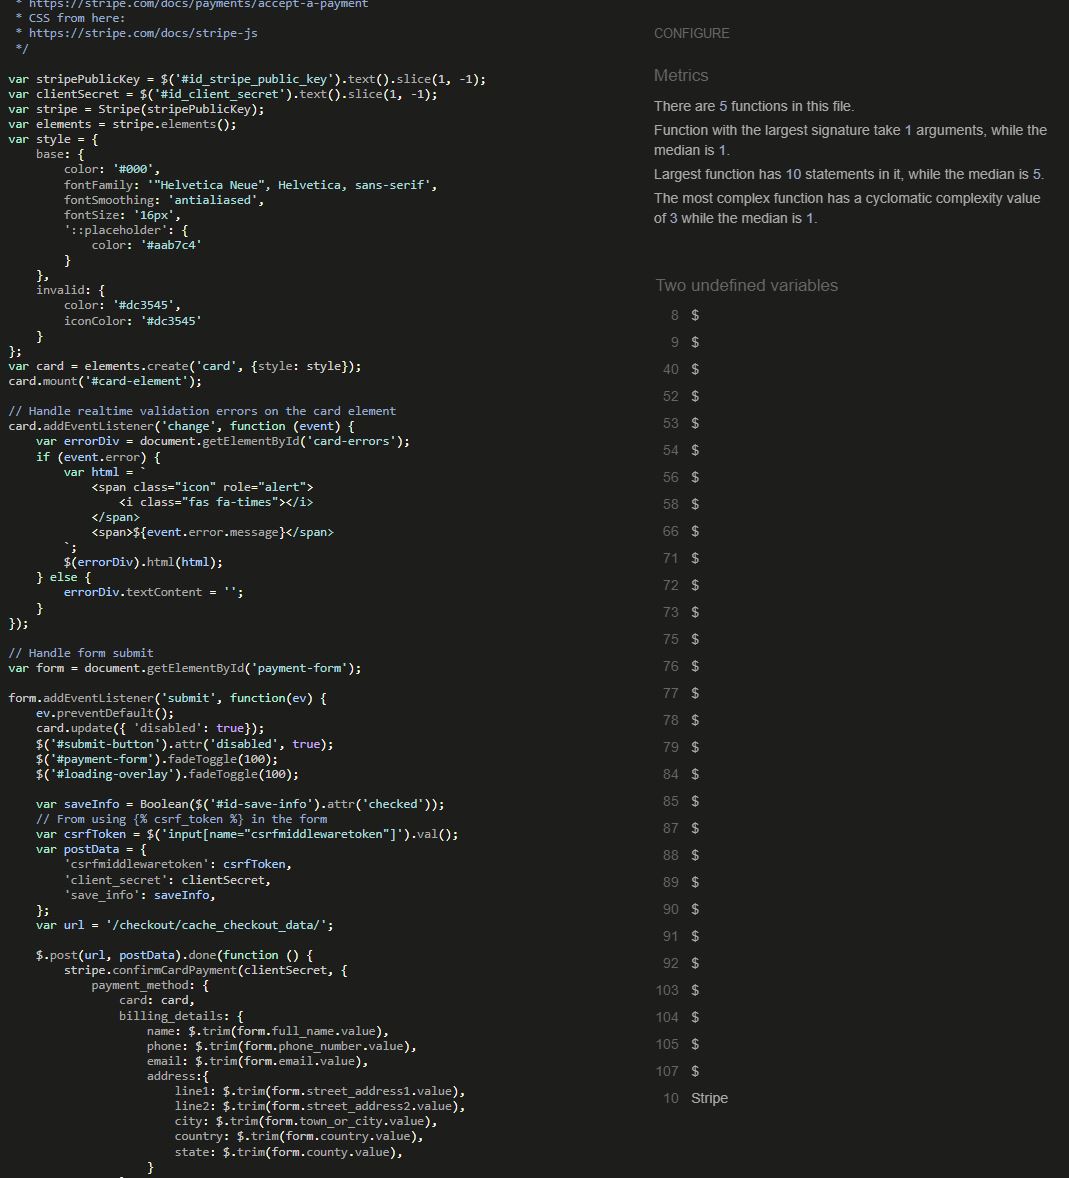 * https://stripe.com/docs/payments/accept-a-payment
 * CSS from here:
 * https://stripe.com/docs/stripe-js
 */

var stripePublicKey = $('#id_stripe_public_key').text().slice(1, -1);
var clientSecret = $('#id_client_secret').text().slice(1, -1);
var stripe = Stripe(stripePublicKey);
var elements = stripe.elements();
var style = {
    base: {
        color: '#000',
        fontFamily: '"Helvetica Neue", Helvetica, sans-serif',
        fontSmoothing: 'antialiased',
        fontSize: '16px',
        '::placeholder': {
            color: '#aab7c4'
        }
    },
    invalid: {
        color: '#dc3545',
        iconColor: '#dc3545'
    }
};
var card = elements.create('card', {style: style});
card.mount('#card-element');

// Handle realtime validation errors on the card element
card.addEventListener('change', function (event) {
    var errorDiv = document.getElementById('card-errors');
    if (event.error) {
        var html = `
            <span class="icon" role="alert">
                <i class="fas fa-times"></i>
            </span>
            <span>${event.error.message}</span>
        `;
        $(errorDiv).html(html);
    } else {
        errorDiv.textContent = '';
    }
});

// Handle form submit
var form = document.getElementById('payment-form');

form.addEventListener('submit', function(ev) {
    ev.preventDefault();
    card.update({ 'disabled': true});
    $('#submit-button').attr('disabled', true);
    $('#payment-form').fadeToggle(100);
    $('#loading-overlay').fadeToggle(100);

    var saveInfo = Boolean($('#id-save-info').attr('checked'));
    // From using {% csrf_token %} in the form
    var csrfToken = $('input[name="csrfmiddlewaretoken"]').val();
    var postData = {
        'csrfmiddlewaretoken': csrfToken,
        'client_secret': clientSecret,
        'save_info': saveInfo,
    };
    var url = '/checkout/cache_checkout_data/';

    $.post(url, postData).done(function () {
        stripe.confirmCardPayment(clientSecret, {
            payment_method: {
                card: card,
                billing_details: {
                    name: $.trim(form.full_name.value),
                    phone: $.trim(form.phone_number.value),
                    email: $.trim(form.email.value),
                    address:{
                        line1: $.trim(form.street_address1.value),
                        line2: $.trim(form.street_address2.value),
                        city: $.trim(form.town_or_city.value),
                        country: $.trim(form.country.value),
                        state: $.trim(form.county.value),
                    }
CONFIGURE
Metrics
There are 5 functions in this file.
Function with the largest signature take 1 arguments, while the
median is 1.
Largest function has 10 statements in it, while the median is 5.
The most complex function has a cyclomatic complexity value
of 3 while the median is 1.
Two undefined variables
8 $
9 $
40 $
52 $
53 $
54 $
56 $
58 $
66 $
71 $
72 $
73 $
75 $
76 $
77 $
78 $
79 $
84 $
85 $
87 $
88 $
89 $
90 $
91 $
92 $
103 $
104 $
105 $
107 $
10 Stripe